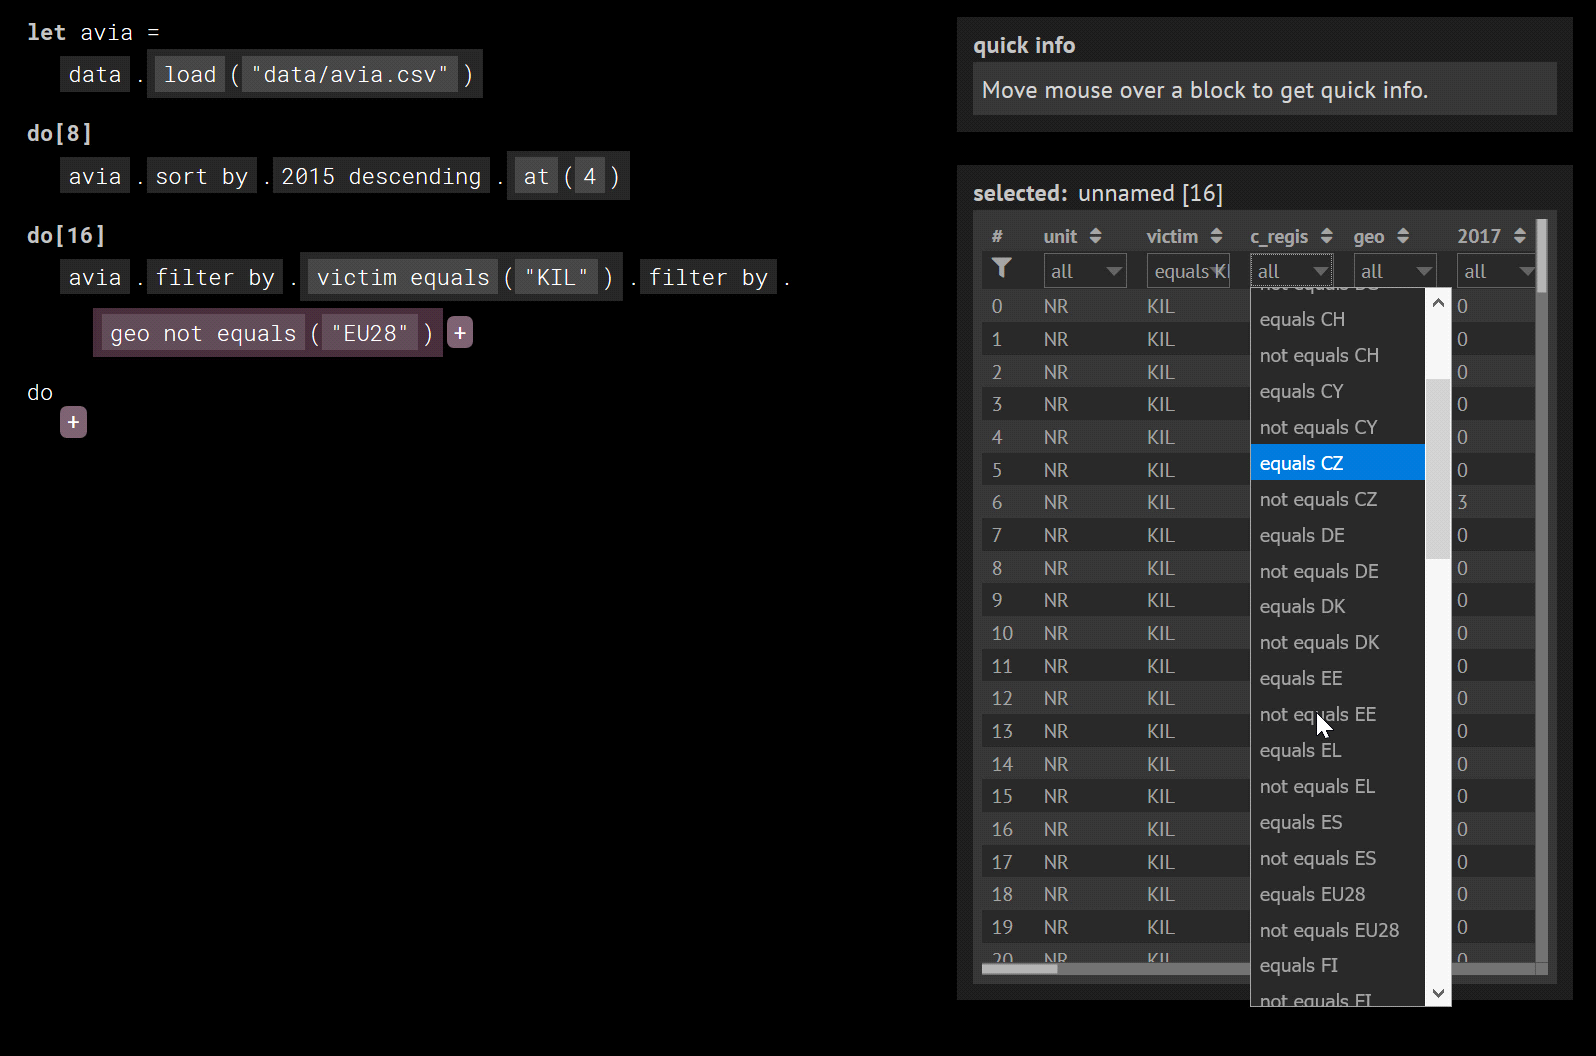 let avia =
data . load ( "data/avia.csv" )
do[8]
avia . sort by . 2015 descending . at ( 4 )
do[16]
avia . filter by . victim equals ( "KIL" ) . filter by .
geo not equals ( "EU28" ) +
do
+
quick info
Move mouse over a block to get quick info.
selected: unnamed [16]
# unit victim c_regis geo 2017
all equals KI all all all
0 NR KIL 0
1 NR KIL 0
2 NR KIL 0
3 NR KIL 0
4 NR KIL 0
5 NR KIL 0
6 NR KIL 3
7 NR KIL 0
8 NR KIL 0
9 NR KIL 0
10 NR KIL 0
11 NR KIL 0
12 NR KIL 0
13 NR KIL 0
14 NR KIL 0
15 NR KIL 0
16 NR KIL 0
17 NR KIL 0
18 NR KIL 0
19 NR KIL 0
20 NR KIL 0
equals CH
not equals CH
equals CY
not equals CY
equals CZ
not equals CZ
equals DE
not equals DE
equals DK
not equals DK
equals EE
not equals EE
equals EL
not equals EL
equals ES
not equals ES
equals EU28
not equals EU28
equals FI
not equals FI